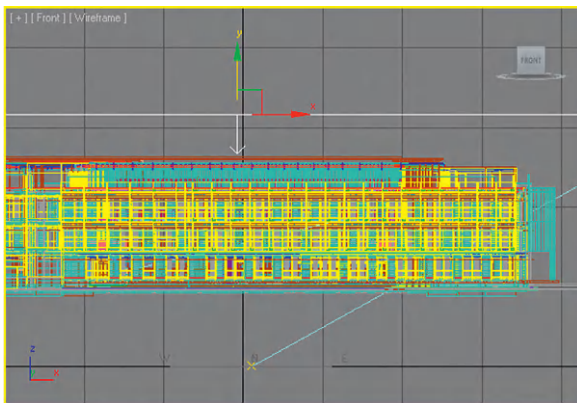 [ + ] [ Front ] [ Wireframe ]
y
FRONT
x
W N E
z
x